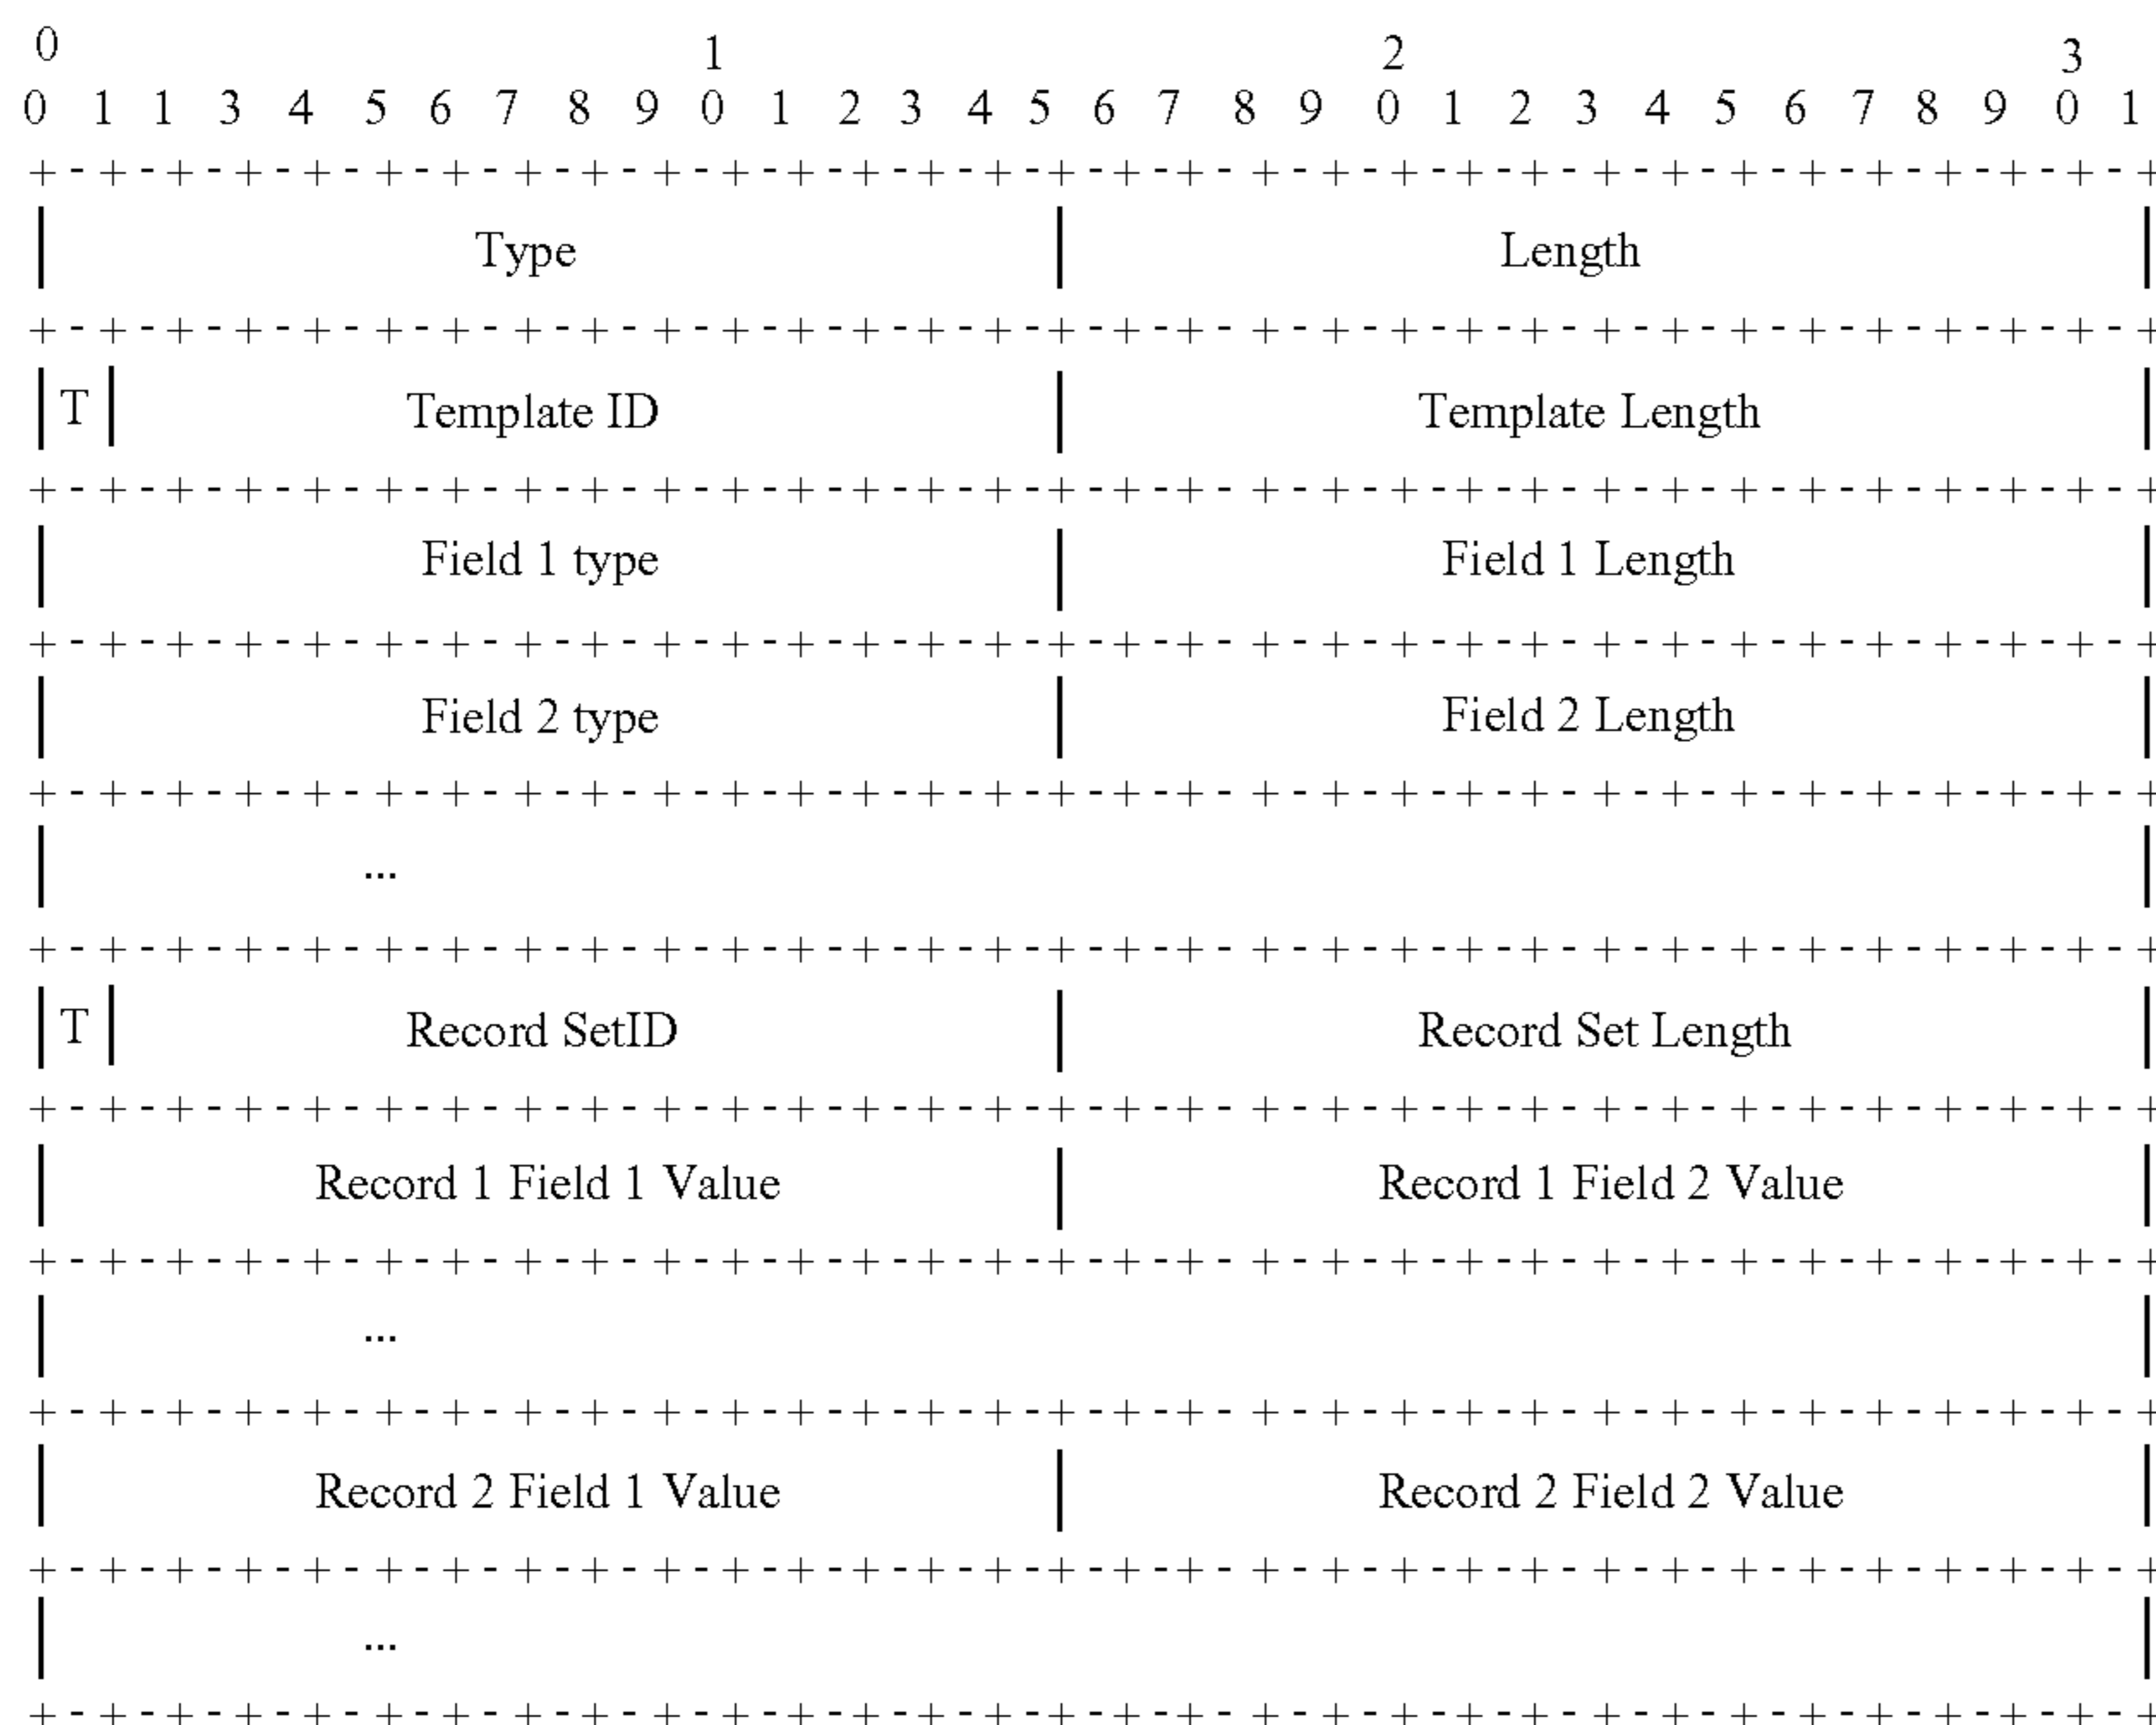 0 1 2 3
0 1 1 3 4 5 6 7 8 9 0 1 2 3 4 5 6 7 8 9 0 1 2 3 4 5 6 7 8 9 0 1
+-+-+-+-+-+-+-+-+-+-+-+-+-+-+-+-+-+-+-+-+-+-+-+-+-+-+-+-+-+-+-+
| Type | Length |
+-+-+-+-+-+-+-+-+-+-+-+-+-+-+-+-+-+-+-+-+-+-+-+-+-+-+-+-+-+-+-+
| T | Template ID | Template Length |
+-+-+-+-+-+-+-+-+-+-+-+-+-+-+-+-+-+-+-+-+-+-+-+-+-+-+-+-+-+-+-+
| Field 1 type | Field 1 Length |
+-+-+-+-+-+-+-+-+-+-+-+-+-+-+-+-+-+-+-+-+-+-+-+-+-+-+-+-+-+-+-+
| Field 2 type | Field 2 Length |
+-+-+-+-+-+-+-+-+-+-+-+-+-+-+-+-+-+-+-+-+-+-+-+-+-+-+-+-+-+-+-+
| ... |
+-+-+-+-+-+-+-+-+-+-+-+-+-+-+-+-+-+-+-+-+-+-+-+-+-+-+-+-+-+-+-+
| T | Record SetID | Record Set Length |
+-+-+-+-+-+-+-+-+-+-+-+-+-+-+-+-+-+-+-+-+-+-+-+-+-+-+-+-+-+-+-+
| Record 1 Field 1 Value | Record 1 Field 2 Value |
+-+-+-+-+-+-+-+-+-+-+-+-+-+-+-+-+-+-+-+-+-+-+-+-+-+-+-+-+-+-+-+
| ... |
+-+-+-+-+-+-+-+-+-+-+-+-+-+-+-+-+-+-+-+-+-+-+-+-+-+-+-+-+-+-+-+
| Record 2 Field 1 Value | Record 2 Field 2 Value |
+-+-+-+-+-+-+-+-+-+-+-+-+-+-+-+-+-+-+-+-+-+-+-+-+-+-+-+-+-+-+-+
| ... |
+-+-+-+-+-+-+-+-+-+-+-+-+-+-+-+-+-+-+-+-+-+-+-+-+-+-+-+-+-+-+-+